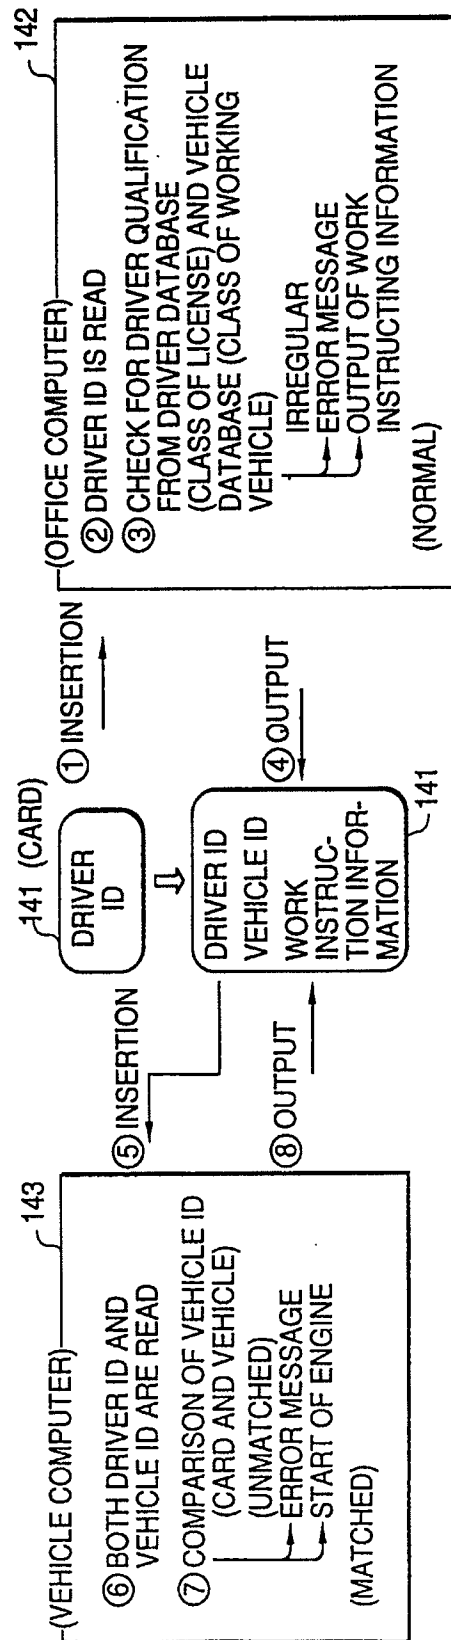 (VEHICLE COMPUTER)
143
⑥ BOTH DRIVER ID AND
VEHICLE ID ARE READ
⑦ COMPARISON OF VEHICLE ID
(CARD AND VEHICLE)
(UNMATCHED)
ERROR MESSAGE
START OF ENGINE
(MATCHED)
⑤ INSERTION
⑧ OUTPUT
141 (CARD)
DRIVER
ID
DRIVER ID
VEHICLE ID
WORK
INSTRUC-
TION INFOR-
MATION
141
① INSERTION
④ OUTPUT
(OFFICE COMPUTER)
142
② DRIVER ID IS READ
③ CHECK FOR DRIVER QUALIFICATION
FROM DRIVER DATABASE
(CLASS OF LICENSE) AND VEHICLE
DATABASE (CLASS OF WORKING
VEHICLE)
IRREGULAR
ERROR MESSAGE
OUTPUT OF WORK
INSTRUCTING INFORMATION
(NORMAL)